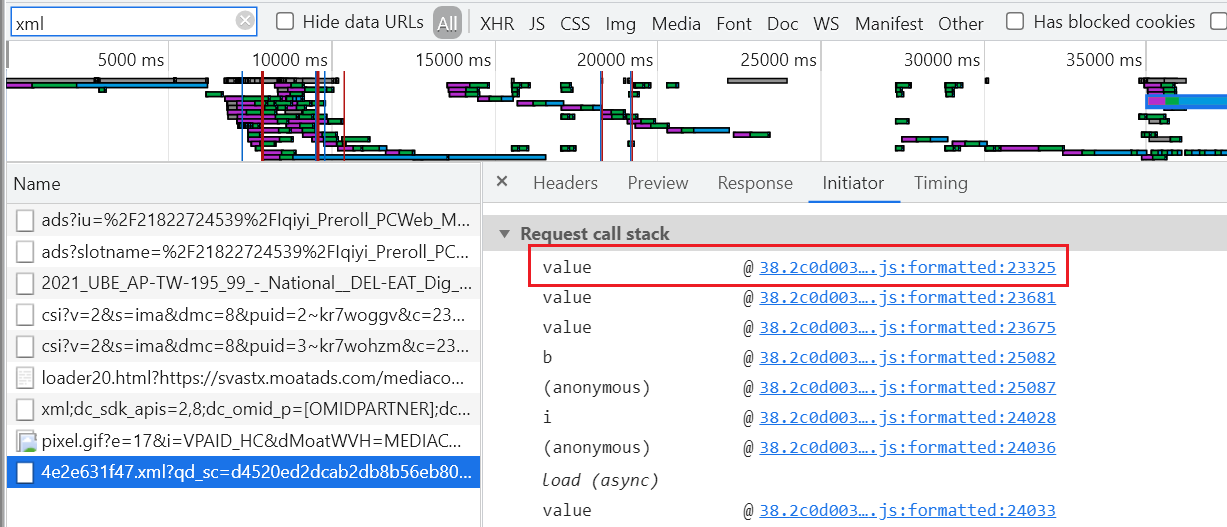 xml Hide data URLs All XHR JS CSS Img Media Font Doc WS Manifest Other Has blocked cookies
5000 ms 10000 ms 15000 ms 20000 ms 25000 ms 30000 ms 35000 ms
Name
ads?iu=%2F21822724539%2FIqiyi_Preroll_PCWeb_M...
ads?slotname=%2F21822724539%2FIqiyi_Preroll_PC...
2021_UBE_AP-TW-195_99_-_National__DEL-EAT_Dig_...
csi?v=2&s=ima&dmc=8&puid=2~kr7woggv&c=23...
csi?v=2&s=ima&dmc=8&puid=3~kr7wohzm&c=23...
loader20.html?https://svastx.moatads.com/mediaco...
xml;dc_sdk_apis=2,8;dc_omid_p=[OMIDPARTNER];dc...
pixel.gif?e=17&i=VPAID_HC&dMoatWVH=MEDIAC...
4e2e631f47.xml?qd_sc=d4520ed2dcab2db8b56eb80...
× Headers Preview Response Initiator Timing
▼ Request call stack
value @ 38.2c0d003….js:formatted:23325
value @ 38.2c0d003….js:formatted:23681
value @ 38.2c0d003….js:formatted:23675
b @ 38.2c0d003….js:formatted:25082
(anonymous) @ 38.2c0d003….js:formatted:25087
i @ 38.2c0d003….js:formatted:24028
(anonymous) @ 38.2c0d003….js:formatted:24036
load (async)
value @ 38.2c0d003….js:formatted:24033